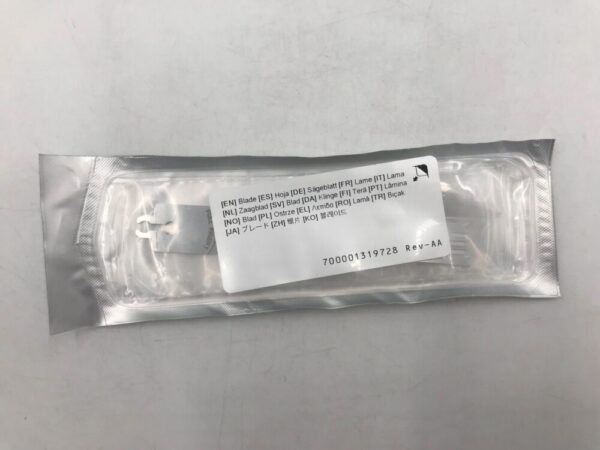 [EN] Blade [ES] Hoja [DE] Sägeblatt [FR] Lame [IT] Lama
[NL] Zaagblad [SV] Blad [DA] Klinge [FI] Terä [PT] Lâmina
[NO] Blad [PL] Ostrze [EL] Λεπίδα [RO] Lamă [TR] Bıçak
[JA] ブレード [ZH] 锯片 [KO] 블레이드
700001319728 Rev-AA